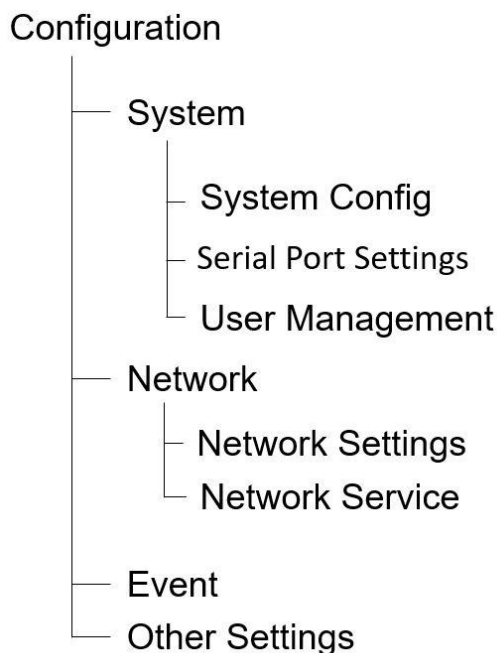 Configuration
System
System Config
Serial Port Settings
User Management
Network
Network Settings
Network Service
Event
Other Settings